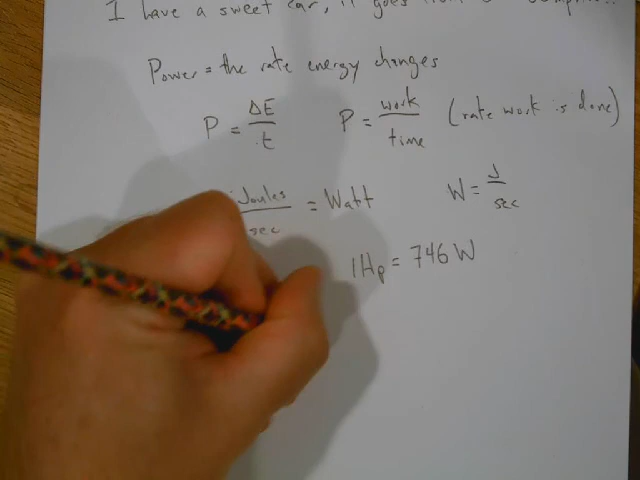 I have a sweet car, it goes from
Power = the rate energy changes
P = ΔE/t P = work/time (rate work is done)
Joules/sec = Watt W = J/sec
1Hp = 746 W